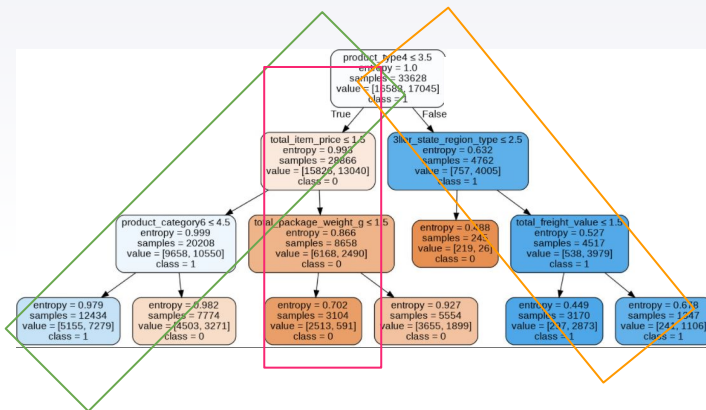 product_type4 ≤ 3.5
entropy = 1.0
samples = 33628
value = [16583, 17045]
class = 1
True
False
total_item_price ≤ 1.5
entropy = 0.993
samples = 28866
value = [15826, 13040]
class = 0
_state_region_type ≤ 2.5
entropy = 0.632
samples = 4762
value = [757, 4005]
class = 1
product_category6 ≤ 4.5
entropy = 0.999
samples = 20208
value = [9658, 10550]
class = 1
total_package_weight_g ≤ 1.5
entropy = 0.866
samples = 8658
value = [6168, 2490]
class = 0
entropy = 0.488
samples = 245
value = [219, 26]
class = 0
total_freight_value ≤ 1.5
entropy = 0.527
samples = 4517
value = [538, 3979]
class = 1
entropy = 0.979
samples = 12434
value = [5155, 7279]
class = 1
entropy = 0.982
samples = 7774
value = [4503, 3271]
class = 0
entropy = 0.702
samples = 3104
value = [2513, 591]
class = 0
entropy = 0.927
samples = 5554
value = [3655, 1899]
class = 0
entropy = 0.449
samples = 3170
value = [297, 2873]
class = 1
entropy = 0.678
samples = 1347
value = [241, 1106]
class = 1